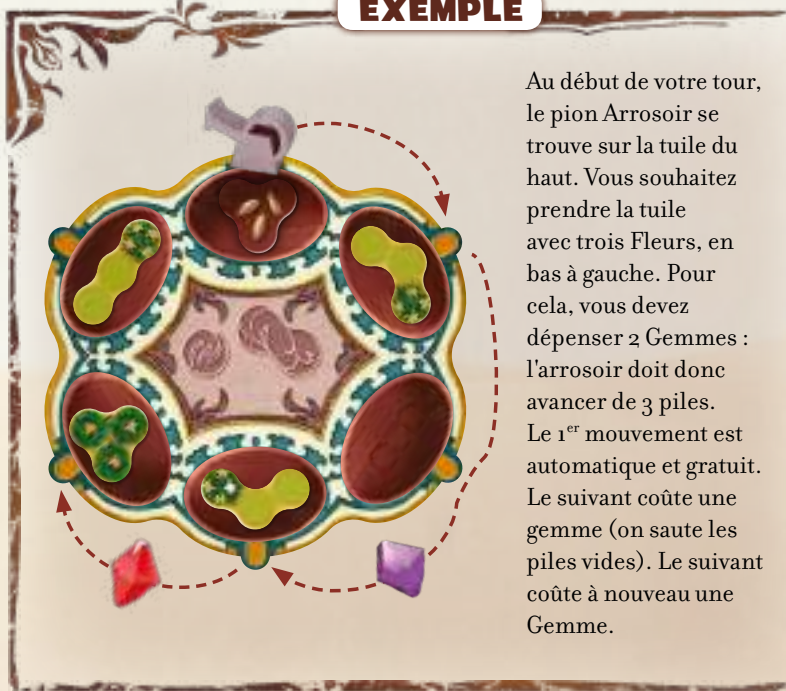 EXEMPLE
Au début de votre tour,
le pion Arrosoir se
trouve sur la tuile du
haut. Vous souhaitez
prendre la tuile
avec trois Fleurs, en
bas à gauche. Pour
cela, vous devez
dépenser 2 Gemmes :
l'arrosoir doit donc
avancer de 3 piles.
Le 1er mouvement est
automatique et gratuit.
Le suivant coûte une
gemme (on saute les
piles vides). Le suivant
coûte à nouveau une
Gemme.